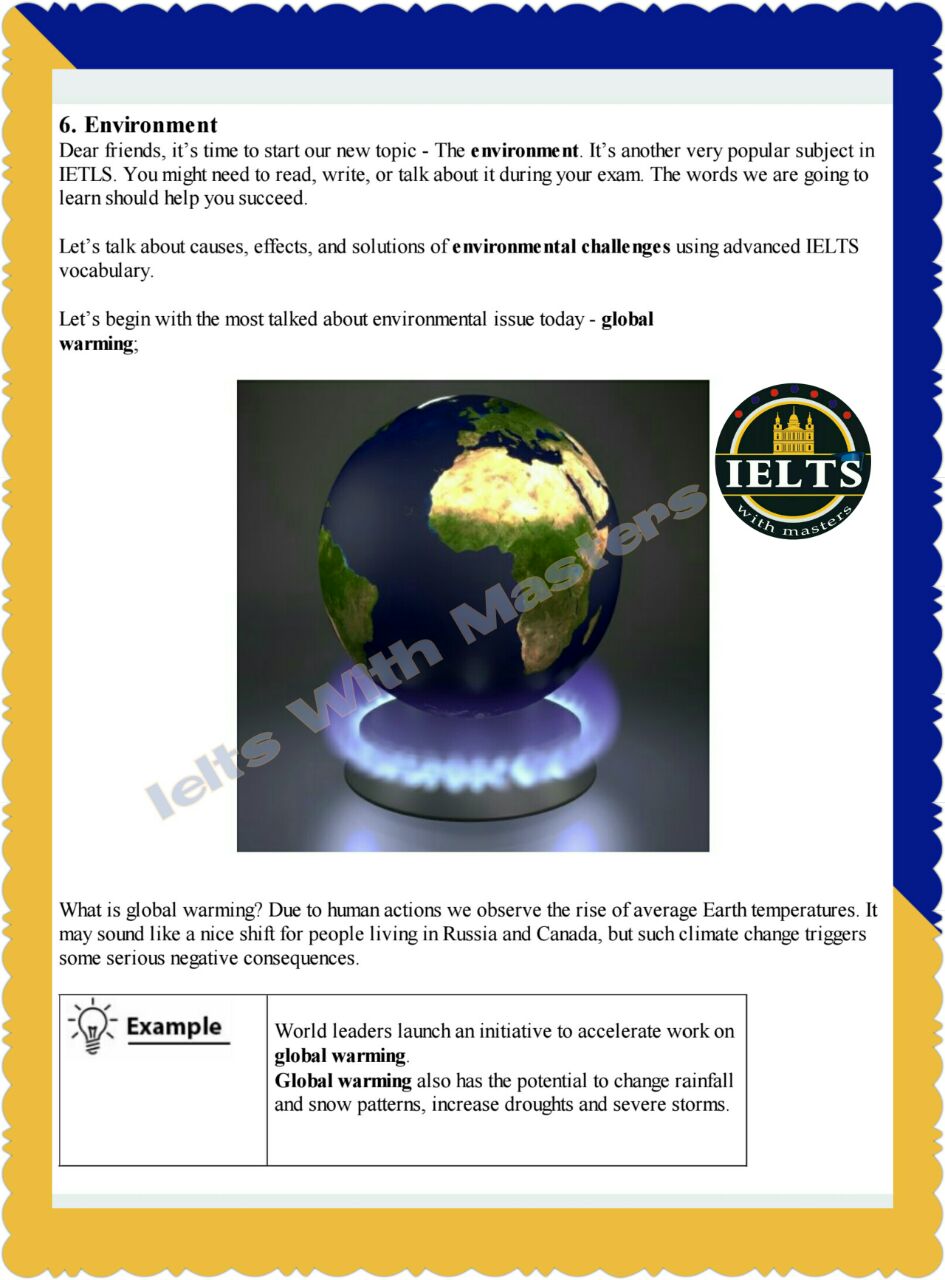 6. Environment
Dear friends, it’s time to start our new topic - The environment. It’s another very popular subject in
IETLS. You might need to read, write, or talk about it during your exam. The words we are going to
learn should help you succeed.
Let’s talk about causes, effects, and solutions of environmental challenges using advanced IELTS
vocabulary.
Let’s begin with the most talked about environmental issue today - global
warming;
IELTS
with masters
Ielts With Masters
What is global warming? Due to human actions we observe the rise of average Earth temperatures. It
may sound like a nice shift for people living in Russia and Canada, but such climate change triggers
some serious negative consequences.
Example
World leaders launch an initiative to accelerate work on
global warming.
Global warming also has the potential to change rainfall
and snow patterns, increase droughts and severe storms.